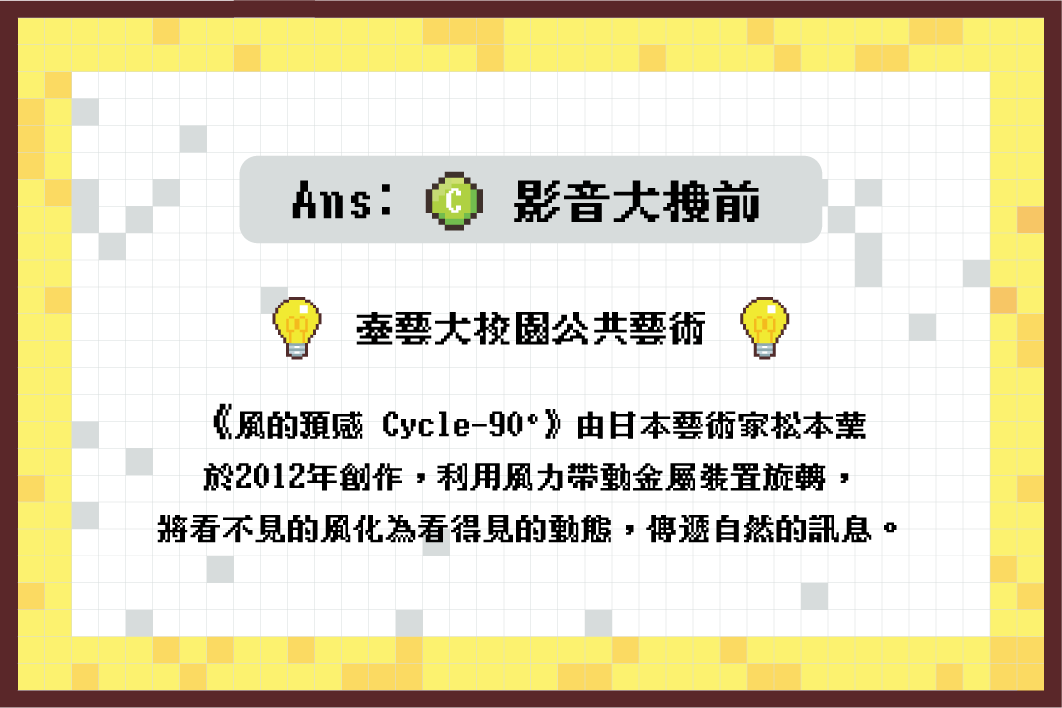 Ans: C 影音大樓前
臺藝大校園公共藝術
《風的預感 Cycle-90°》由日本藝術家松本薫
於2012年創作，利用風力帶動金屬裝置旋轉，
將看不見的風化為看得見的動態，傳遞自然的訊息。